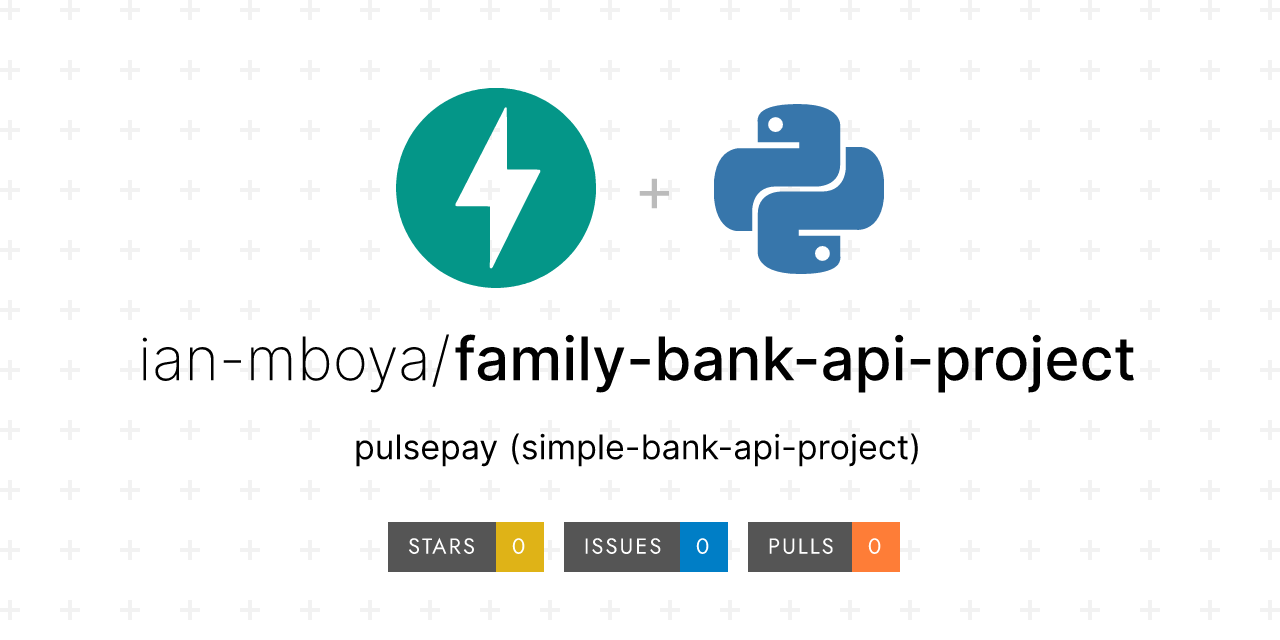 ian-mboya/family-bank-api-project
pulsepay (simple-bank-api-project)
STARS 0 ISSUES 0 PULLS 0